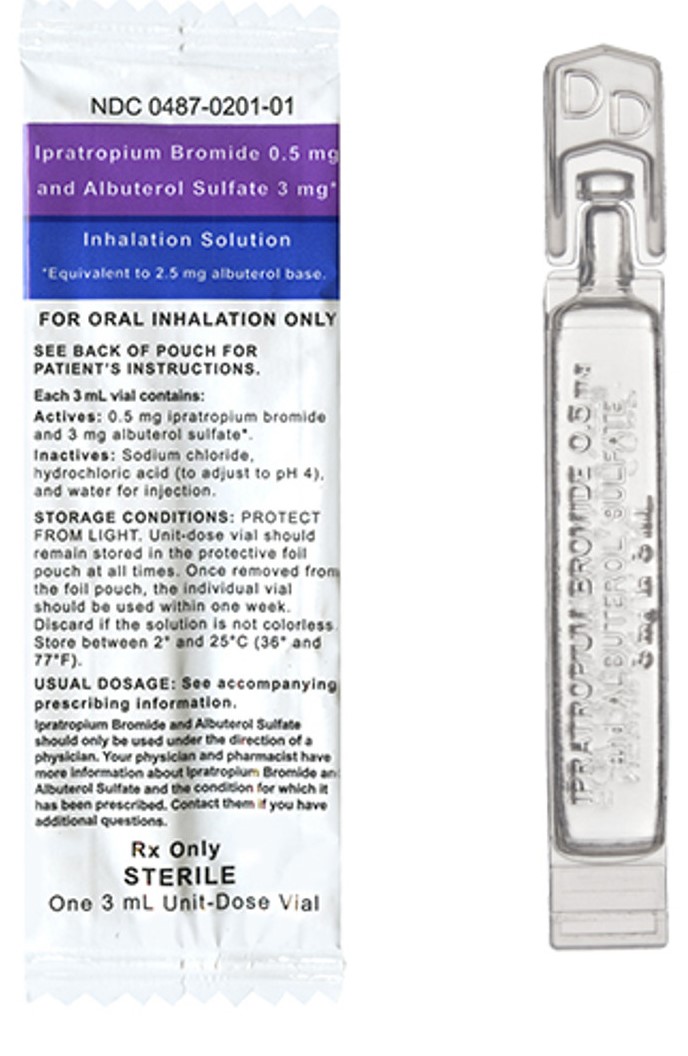 NDC 0487-0201-01
Ipratropium Bromide 0.5 mg
and Albuterol Sulfate 3 mg*
Inhalation Solution
*Equivalent to 2.5 mg albuterol base.
FOR ORAL INHALATION ONLY
SEE BACK OF POUCH FOR
PATIENT'S INSTRUCTIONS.
Each 3 mL vial contains:
Actives: 0.5 mg ipratropium bromide
and 3 mg albuterol sulfate*.
Inactives: Sodium chloride,
hydrochloric acid (to adjust to pH 4),
and water for injection.
STORAGE CONDITIONS: PROTECT
FROM LIGHT. Unit-dose vial should
remain stored in the protective foil
pouch at all times. Once removed from
the foil pouch, the individual vial
should be used within one week.
Discard if the solution is not colorless.
Store between 2° and 25°C (36° and
77°F).
USUAL DOSAGE: See accompanying
prescribing information.
Ipratropium Bromide and Albuterol Sulfate
should only be used under the direction of a
physician. Your physician and pharmacist have
more information about Ipratropium Bromide and
Albuterol Sulfate and the condition for which it
has been prescribed. Contact them if you have
additional questions.
Rx Only
STERILE
One 3 mL Unit-Dose Vial
DD
IPRATROPIUM BROMIDE 0.5 mg
and ALBUTEROL SULFATE
3 mg in 3 mL